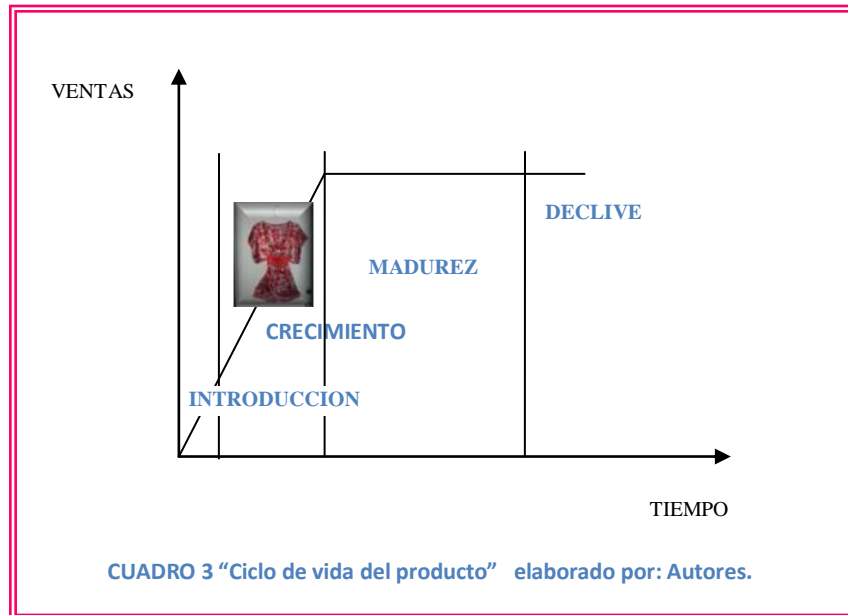 VENTAS
DECLIVE
MADUREZ
CRECIMIENTO
INTRODUCCION
TIEMPO
CUADRO 3 “Ciclo de vida del producto” elaborado por: Autores.